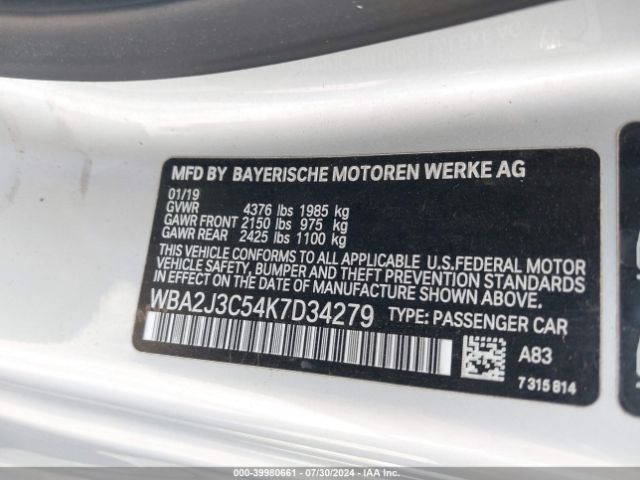 MFD BY BAYERISCHE MOTOREN WERKE AG
01/19
GVWR 4376 lbs 1985 kg
GAWR FRONT 2150 lbs 975 kg
GAWR REAR 2425 lbs 1100 kg
THIS VEHICLE CONFORMS TO ALL APPLICABLE U.S.FEDERAL MOTOR
VEHICLE SAFETY, BUMPER AND THEFT PREVENTION STANDARDS
IN EFFECT ON THE DATE OF MANUFACTURE SHOWN ABOVE.
WBA2J3C54K7D34279 TYPE: PASSENGER CAR
A83
7 315 814
000-39980661 - 07/30/2024 - IAA Inc.